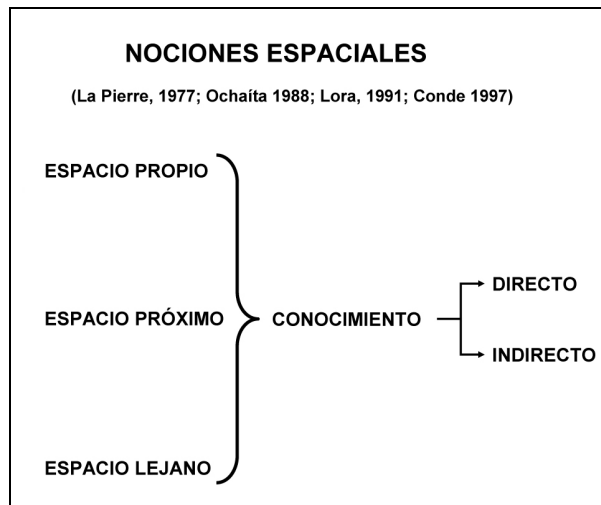 NOCIONES ESPACIALES
(La Pierre, 1977; Ochaíta 1988; Lora, 1991; Conde 1997)
ESPACIO PROPIO
ESPACIO PRÓXIMO
ESPACIO LEJANO
CONOCIMIENTO
DIRECTO
INDIRECTO